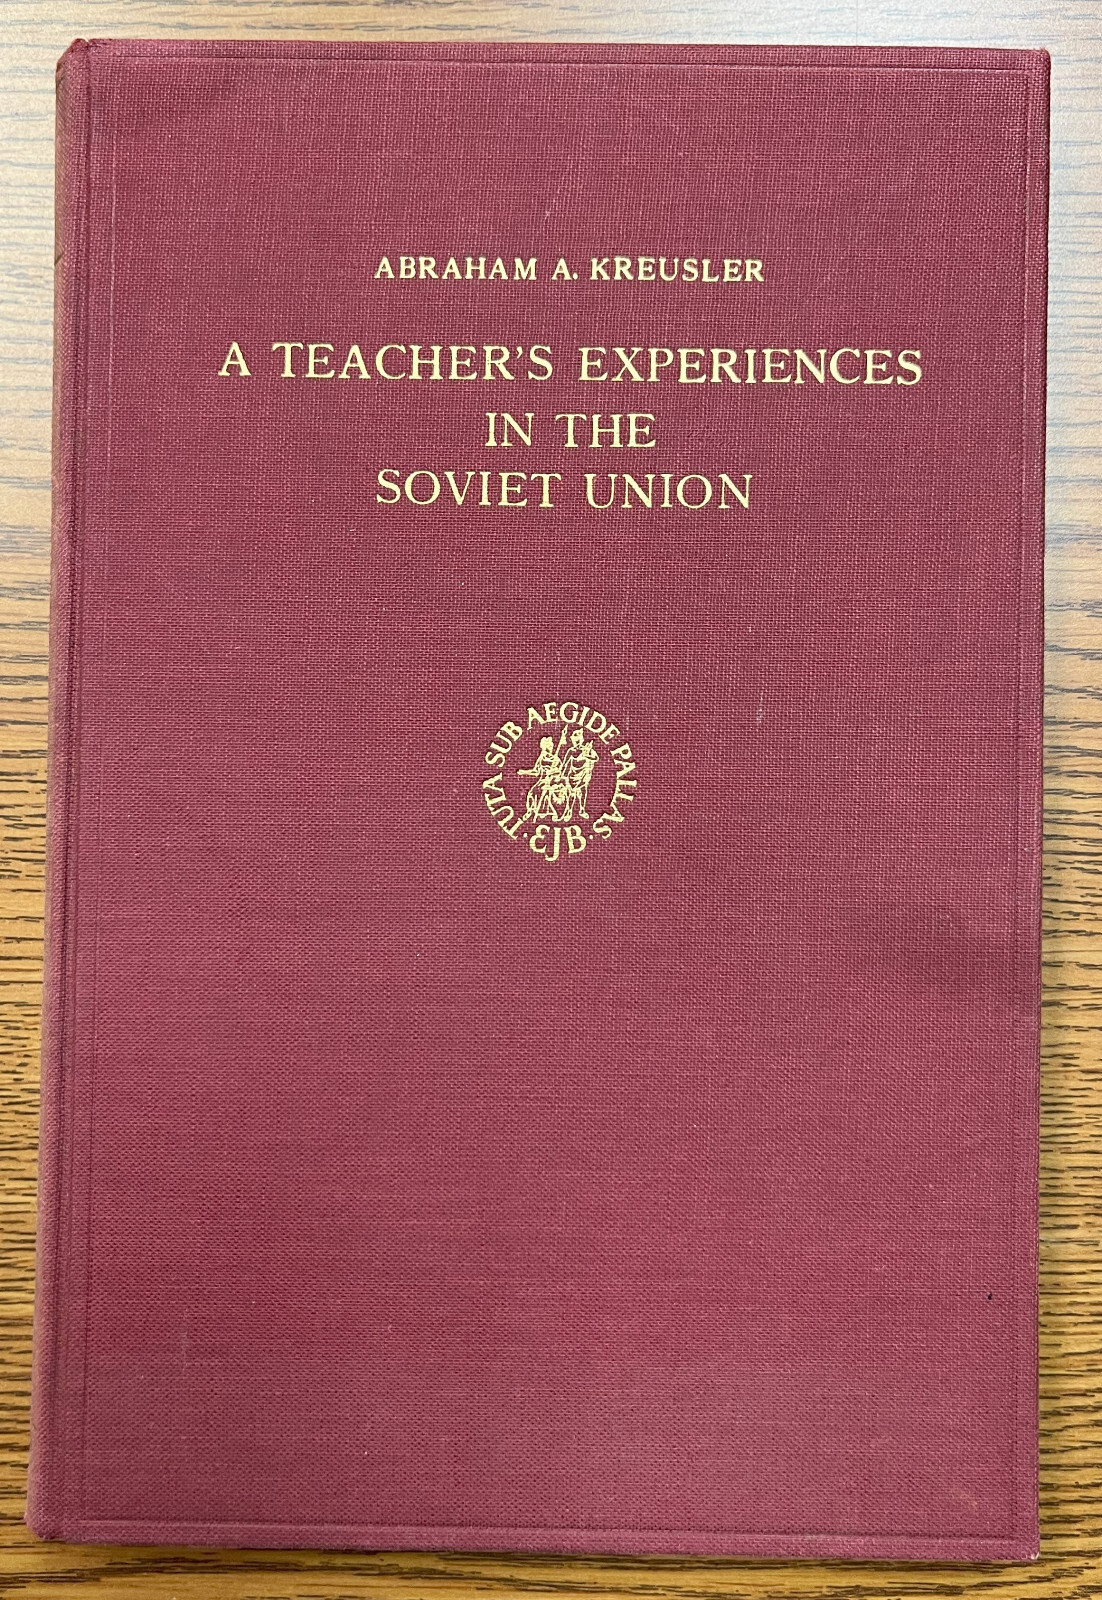 ABRAHAM A. KREUSLER
A TEACHER'S EXPERIENCES
IN THE
SOVIET UNION
·TUTA SUB AEGIDE PALLAS·
EJB